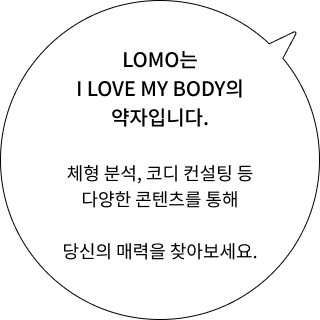 LOMO는
I LOVE MY BODY의
약자입니다.
체형 분석, 코디 컨설팅 등
다양한 콘텐츠를 통해
당신의 매력을 찾아보세요.